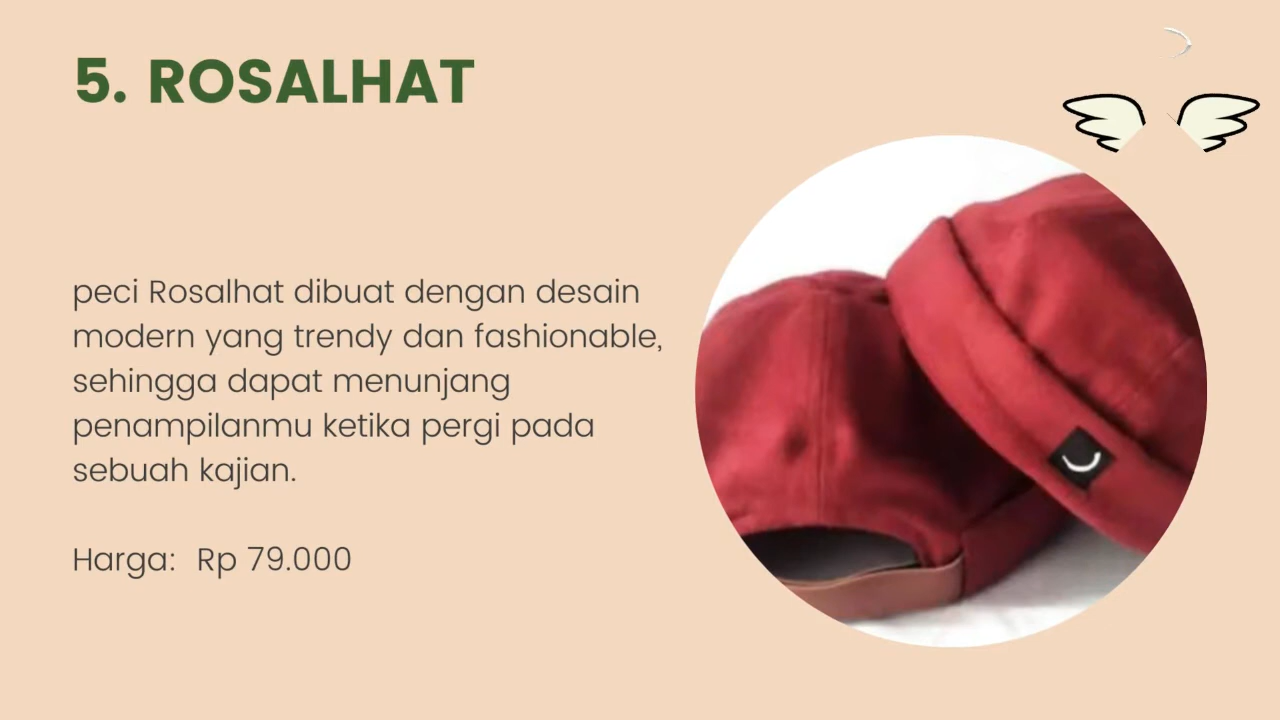 5. ROSALHAT
peci Rosalhat dibuat dengan desain
modern yang trendy dan fashionable,
sehingga dapat menunjang
penampilanmu ketika pergi pada
sebuah kajian.
Harga:  Rp 79.000